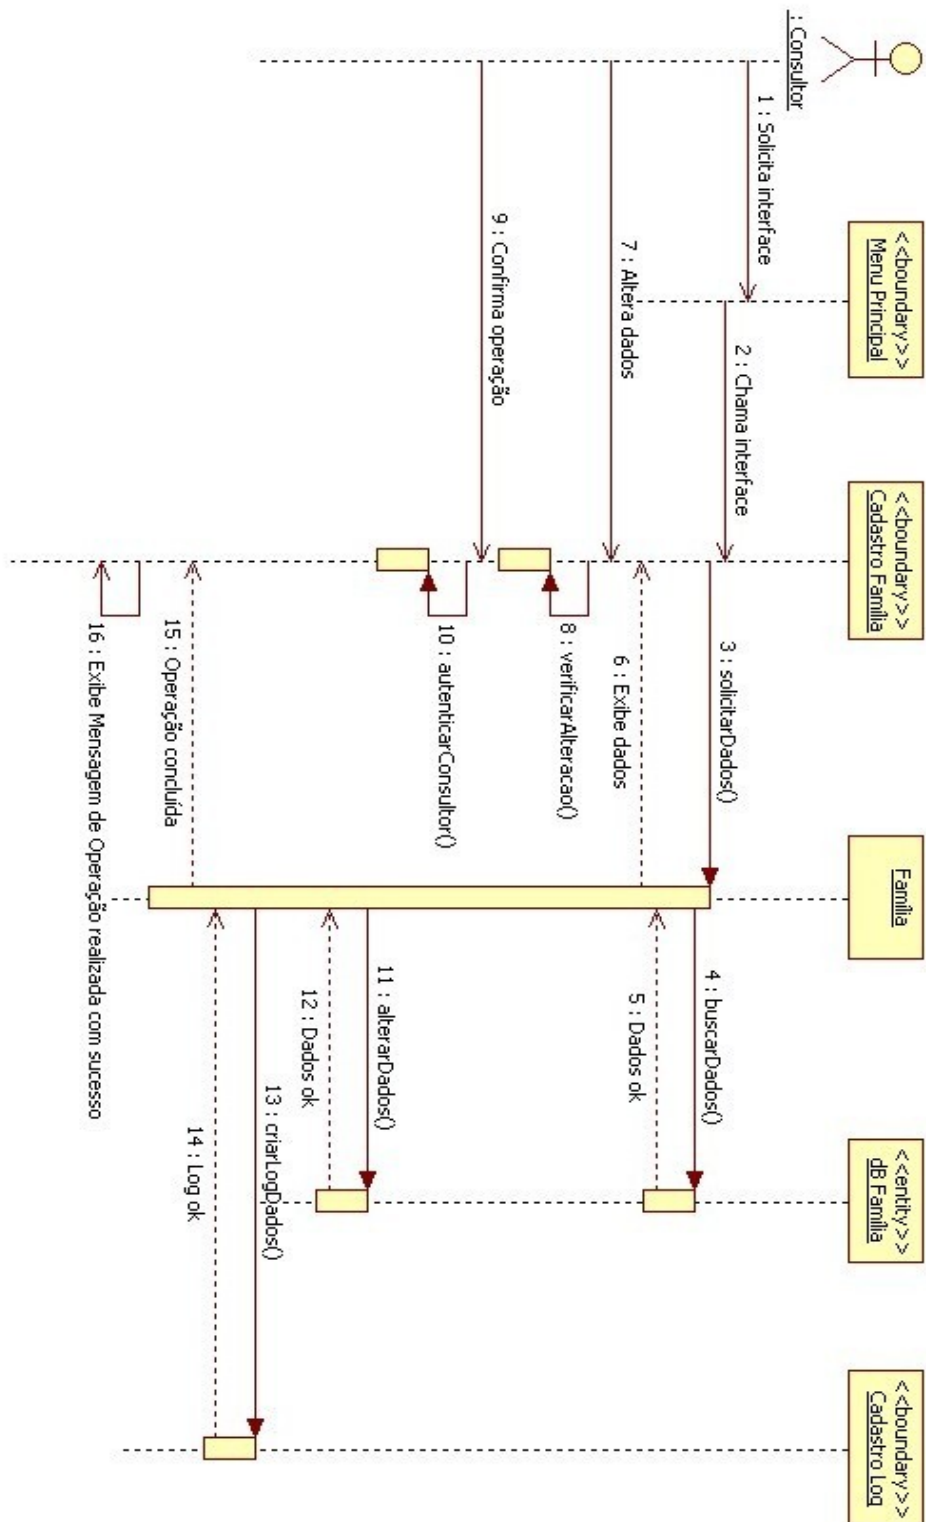 : Consultor
<<boundary>>
Menu Principal
<<boundary>>
Cadastro Família
Família
<<entity>>
dB Família
<<boundary>>
Cadastro Log
1 : Solicita interface
2 : Chama interface
3 : solicitarDados()
4 : buscarDados()
5 : Dados ok
6 : Exibe dados
7 : Altera dados
8 : verificarAlteracao()
9 : Confirma operação
10 : autenticarConsultor()
11 : alterarDados()
12 : Dados ok
13 : criarLogDados()
14 : Log ok
15 : Operação concluída
16 : Exibe Mensagem de Operação realizada com sucesso